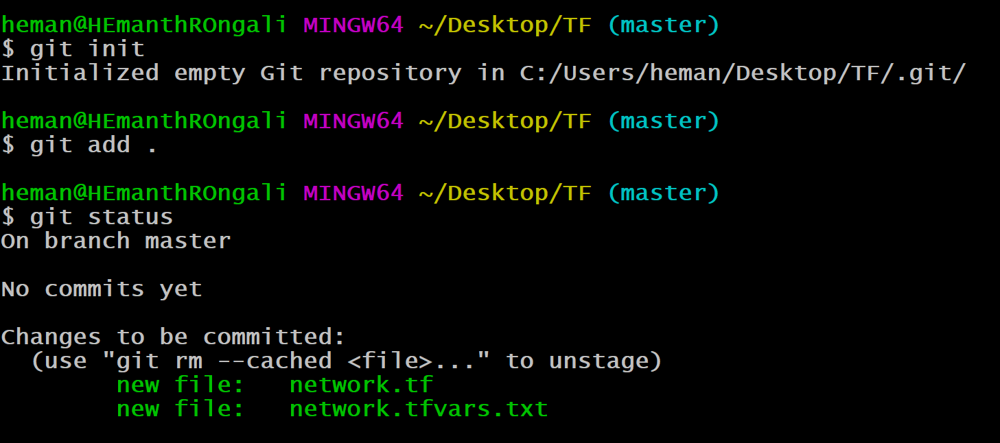 heman@HEmanthROngali MINGW64 ~/Desktop/TF (master)
$ git init
Initialized empty Git repository in C:/Users/heman/Desktop/TF/.git/
heman@HEmanthROngali MINGW64 ~/Desktop/TF (master)
$ git add .
heman@HEmanthROngali MINGW64 ~/Desktop/TF (master)
$ git status
On branch master
No commits yet
Changes to be committed:
  (use "git rm --cached <file>..." to unstage)
        new file:   network.tf
        new file:   network.tfvars.txt